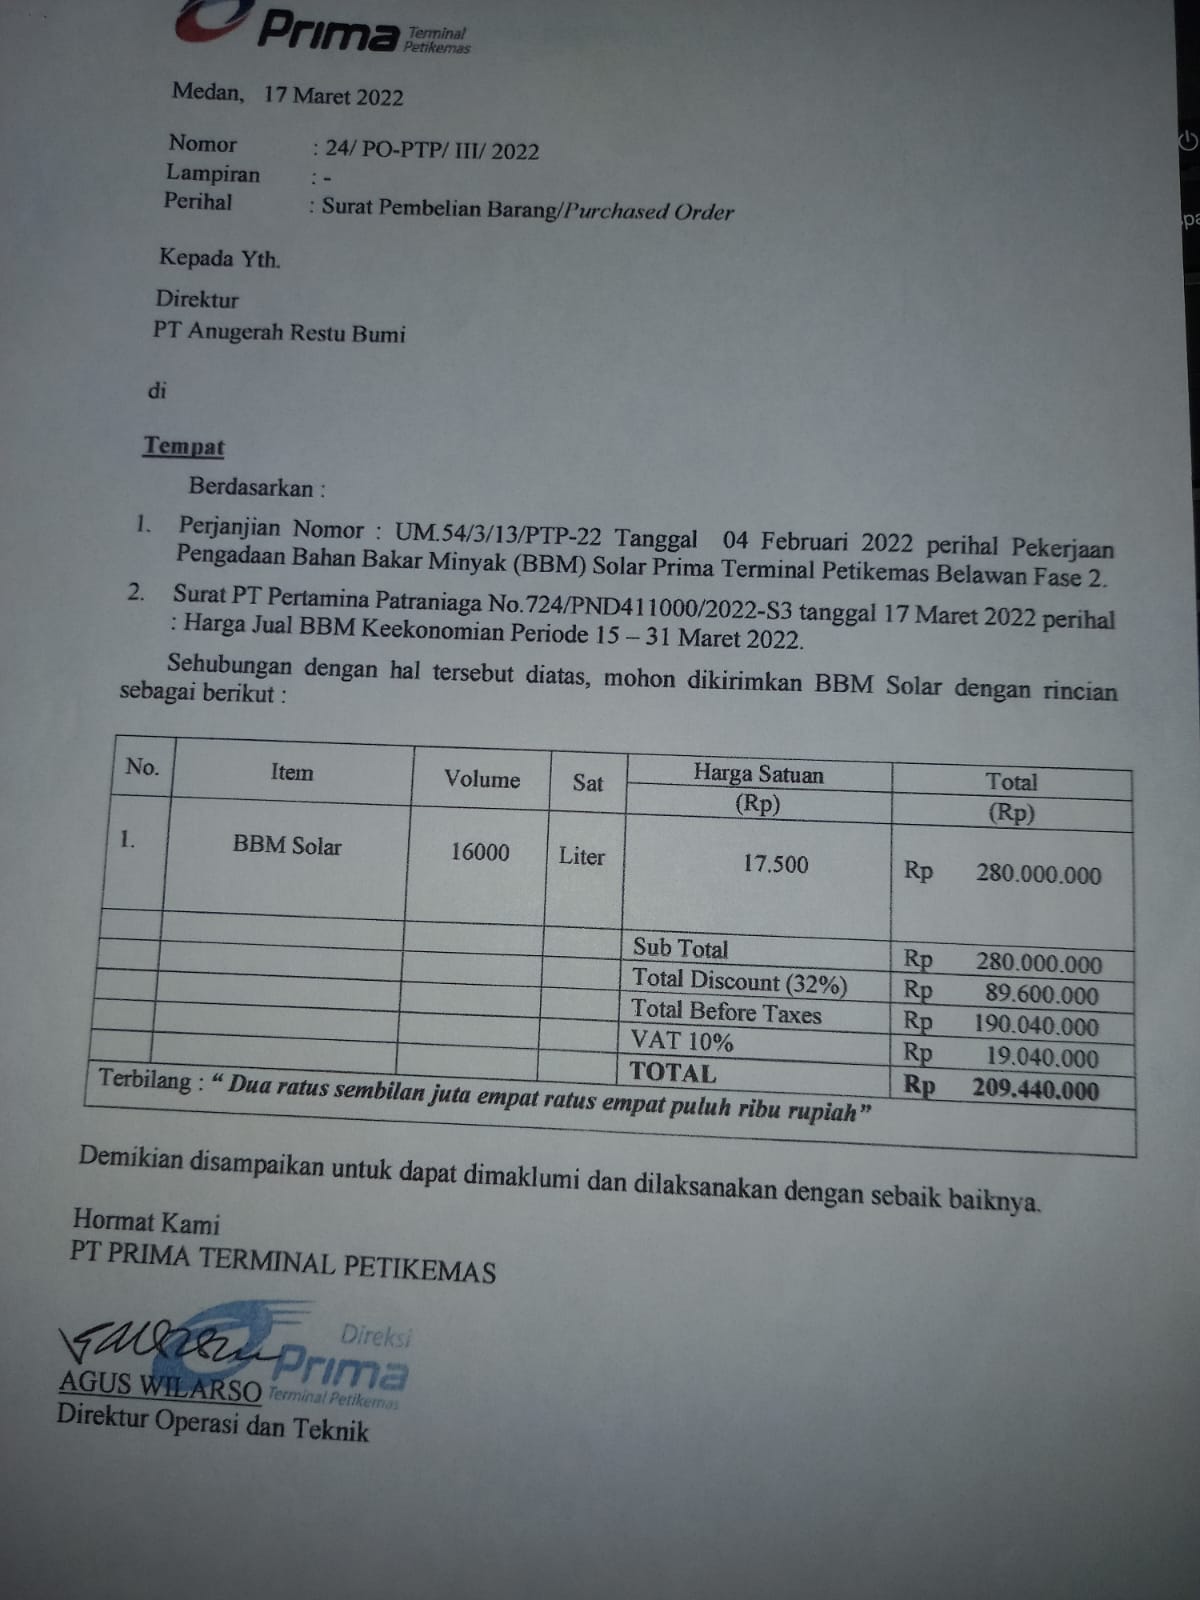 Prima Terminal Petikemas
Medan, 17 Maret 2022
Nomor : 24/ PO-PTP/ III/ 2022
Lampiran : -
Perihal : Surat Pembelian Barang/Purchased Order
Kepada Yth.
Direktur
PT Anugerah Restu Bumi
di
Tempat
Berdasarkan :
1. Perjanjian Nomor : UM.54/3/13/PTP-22 Tanggal 04 Februari 2022 perihal Pekerjaan
Pengadaan Bahan Bakar Minyak (BBM) Solar Prima Terminal Petikemas Belawan Fase 2.
2. Surat PT Pertamina Patraniaga No.724/PND411000/2022-S3 tanggal 17 Maret 2022 perihal
: Harga Jual BBM Keekonomian Periode 15 – 31 Maret 2022.
Sehubungan dengan hal tersebut diatas, mohon dikirimkan BBM Solar dengan rincian
sebagai berikut :
No. Item Volume Sat Harga Satuan Total
(Rp) (Rp)
1. BBM Solar 16000 Liter 17.500 Rp 280.000.000
Sub Total Rp 280.000.000
Total Discount (32%) Rp 89.600.000
Total Before Taxes Rp 190.040.000
VAT 10% Rp 19.040.000
TOTAL Rp 209.440.000
Terbilang : “ Dua ratus sembilan juta empat ratus empat puluh ribu rupiah”
Demikian disampaikan untuk dapat dimaklumi dan dilaksanakan dengan sebaik baiknya.
Hormat Kami
PT PRIMA TERMINAL PETIKEMAS
Direksi
Prima
Terminal Petikemas
AGUS WILARSO
Direktur Operasi dan Teknik